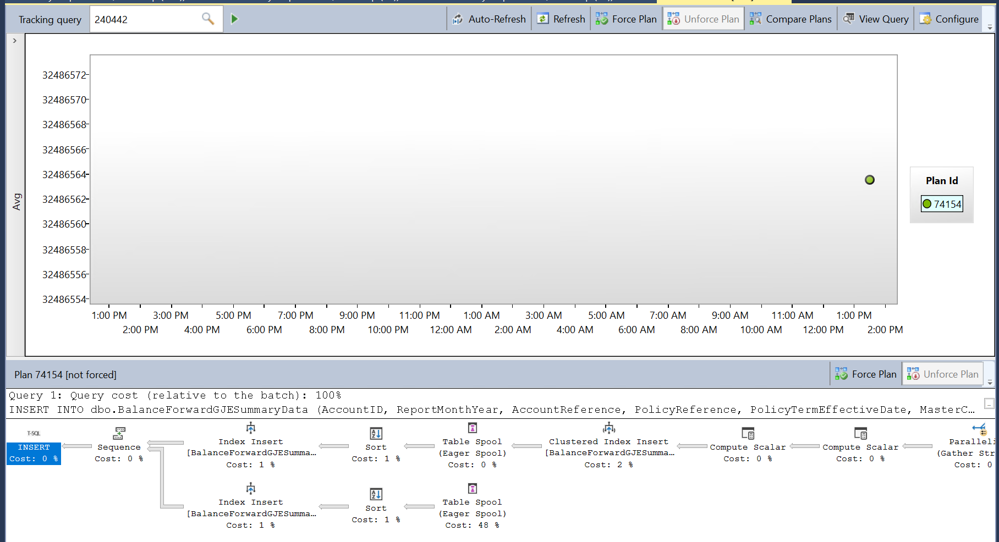 Tracking query 240442 Auto-Refresh Refresh Force Plan Unforce Plan Compare Plans View Query Configure
Avg
32486572
32486570
32486568
32486566
32486564
32486562
32486560
32486558
32486556
32486554
1:00 PM 3:00 PM 5:00 PM 7:00 PM 9:00 PM 11:00 PM 1:00 AM 3:00 AM 5:00 AM 7:00 AM 9:00 AM 11:00 AM 1:00 PM
2:00 PM 4:00 PM 6:00 PM 8:00 PM 10:00 PM 12:00 AM 2:00 AM 4:00 AM 6:00 AM 8:00 AM 10:00 AM 12:00 PM 2:00 PM
Plan Id
74154
Plan 74154 [not forced] Force Plan Unforce Plan
Query 1: Query cost (relative to the batch): 100%
INSERT INTO dbo.BalanceForwardGJESummaryData (AccountID, ReportMonthYear, AccountReference, PolicyReference, PolicyTermEffectiveDate, MasterC...
T-SQL
INSERT
Cost: 0 %
Sequence
Cost: 0 %
Index Insert
[BalanceForwardGJESumma...
Cost: 1 %
Sort
Cost: 1 %
Table Spool
(Eager Spool)
Cost: 0 %
Clustered Index Insert
[BalanceForwardGJESumma...
Cost: 2 %
Compute Scalar
Cost: 0 %
Compute Scalar
Cost: 0 %
Paralleli
(Gather Str
Cost: 0
Index Insert
[BalanceForwardGJESumma...
Cost: 1 %
Sort
Cost: 1 %
Table Spool
(Eager Spool)
Cost: 48 %